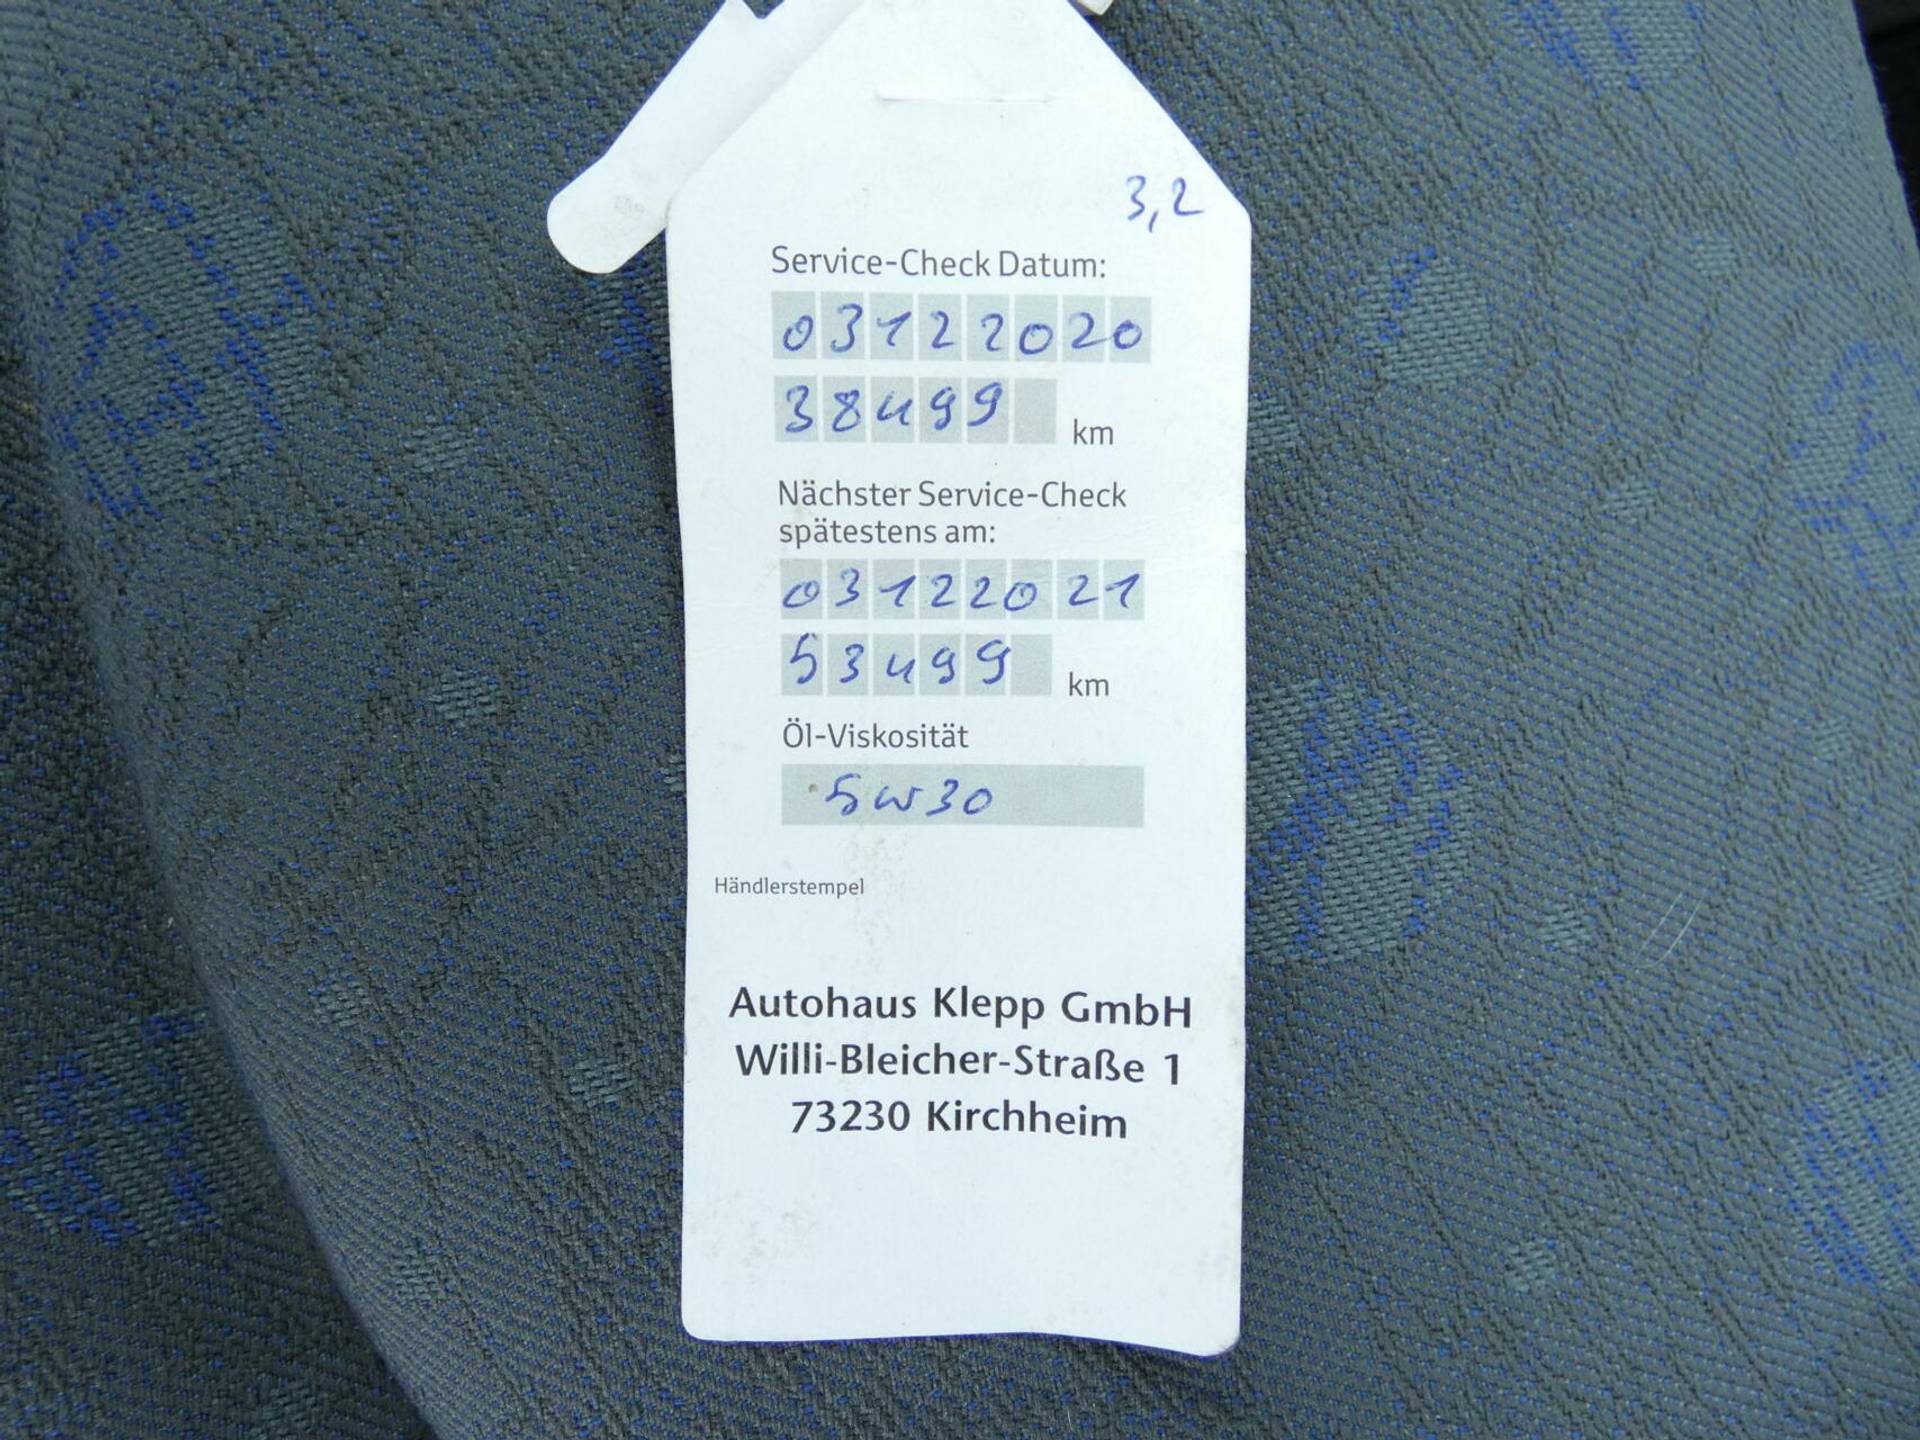 3,2
Service-Check Datum:
03122020
38499 km
Nächster Service-Check
spätestens am:
03122021
53499 km
Öl-Viskosität
5w30
Händlerstempel
Autohaus Klepp GmbH
Willi-Bleicher-Straße 1
73230 Kirchheim